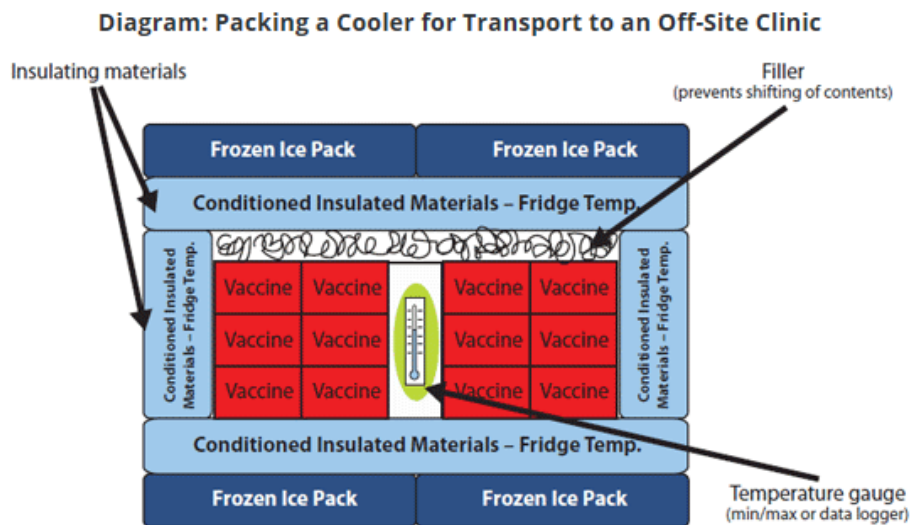 Diagram: Packing a Cooler for Transport to an Off-Site Clinic
Insulating materials
Filler
(prevents shifting of contents)
Frozen Ice Pack
Frozen Ice Pack
Conditioned Insulated Materials – Fridge Temp.
Conditioned Insulated
Materials – Fridge Temp.
Vaccine Vaccine
Vaccine Vaccine
Vaccine Vaccine
Vaccine Vaccine
Vaccine Vaccine
Vaccine Vaccine
Conditioned Insulated
Materials – Fridge Temp.
Conditioned Insulated Materials – Fridge Temp.
Frozen Ice Pack
Frozen Ice Pack
Temperature gauge
(min/max or data logger)